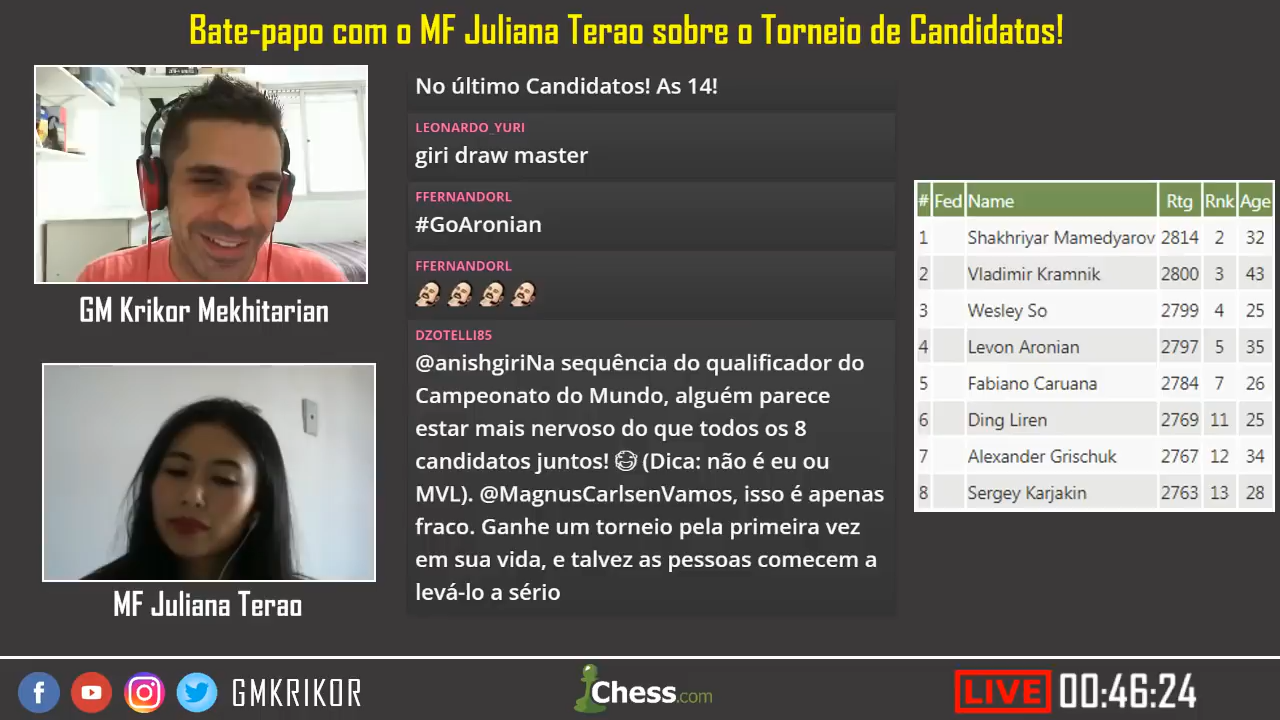 Bate-papo com o MF Juliana Terao sobre o Torneio de Candidatos!
GM Krikor Mekhitarian
MF Juliana Terao
No último Candidatos! As 14!
LEONARDO_YURI
giri draw master
FFERNANDORL
#GoAronian
FFERNANDORL
DZOTELLI85
@anishgiriNa sequência do qualificador do
Campeonato do Mundo, alguém parece
estar mais nervoso do que todos os 8
candidatos juntos! 😂 (Dica: não é eu ou
MVL). @MagnusCarlsenVamos, isso é apenas
fraco. Ganhe um torneio pela primeira vez
em sua vida, e talvez as pessoas comecem a
levá-lo a sério
# Fed Name Rtg Rnk Age
1 Shakhriyar Mamedyarov 2814 2 32
2 Vladimir Kramnik 2800 3 43
3 Wesley So 2799 4 25
4 Levon Aronian 2797 5 35
5 Fabiano Caruana 2784 7 26
6 Ding Liren 2769 11 25
7 Alexander Grischuk 2767 12 34
8 Sergey Karjakin 2763 13 28
GMKRIKOR
Chess.com
LIVE 00:46:24